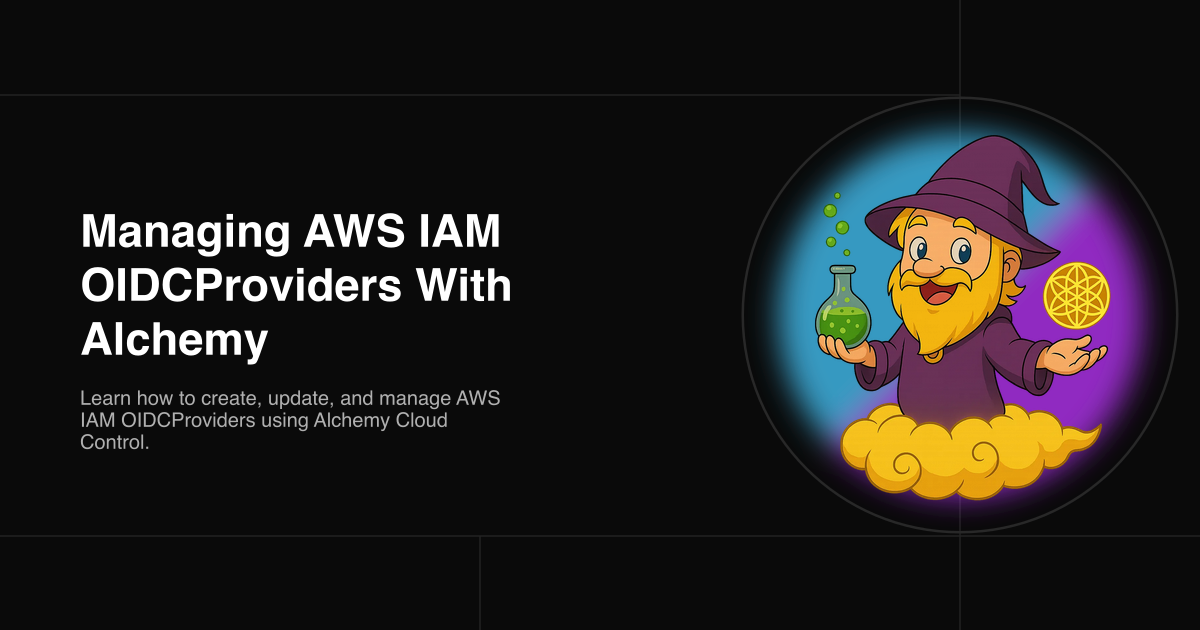 Managing AWS IAM
OIDCProviders With
Alchemy
Learn how to create, update, and manage AWS
IAM OIDCProviders using Alchemy Cloud
Control.